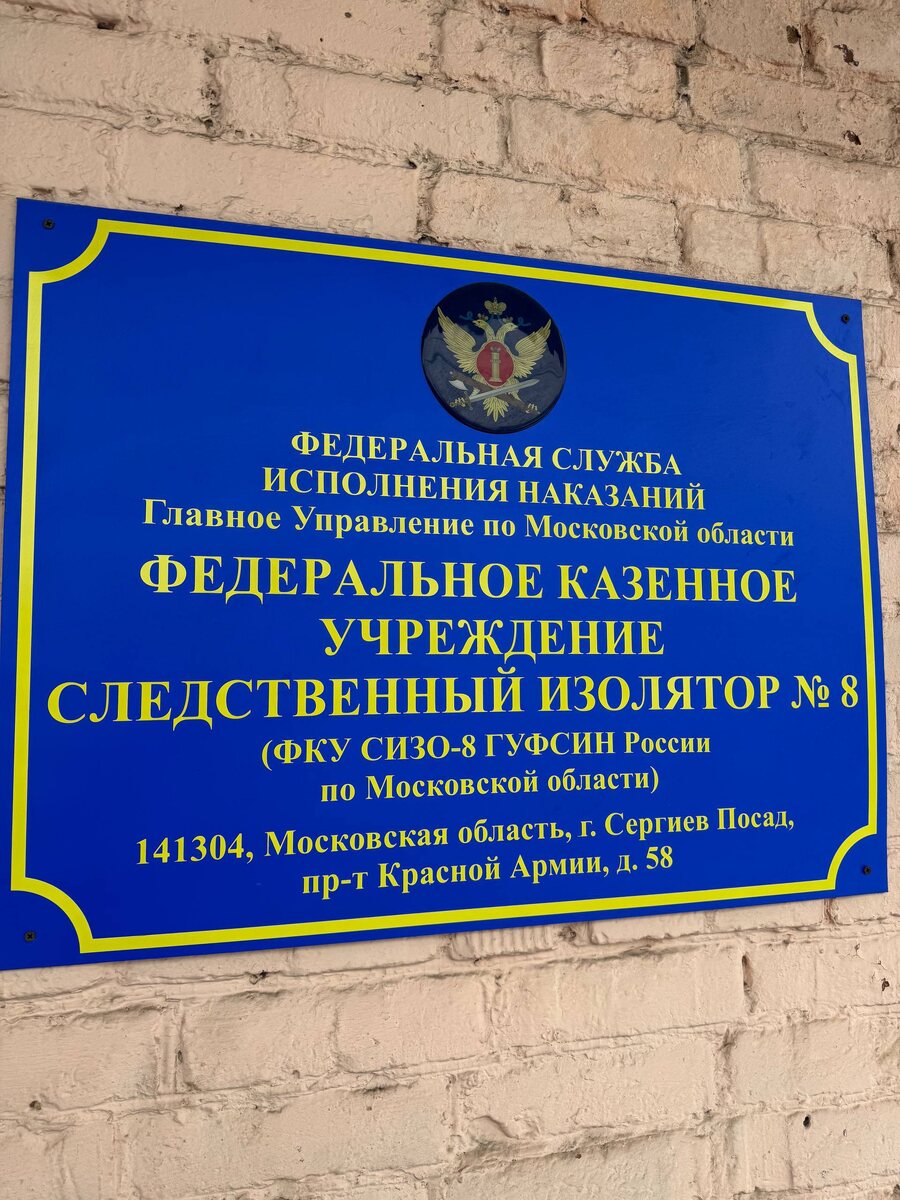 ФЕДЕРАЛЬНАЯ СЛУЖБА
ИСПОЛНЕНИЯ НАКАЗАНИЙ
Главное Управление по Московской области
ФЕДЕРАЛЬНОЕ КАЗЕННОЕ
УЧРЕЖДЕНИЕ
СЛЕДСТВЕННЫЙ ИЗОЛЯТОР № 8
(ФКУ СИЗО-8 ГУФСИН России
по Московской области)
141304, Московская область, г. Сергиев Посад,
пр-т Красной Армии, д. 58